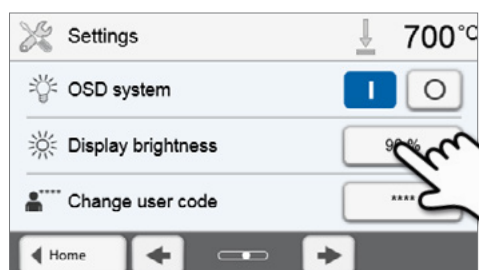 Settings
700°C
OSD system
I
O
Display brightness
%
Change user code
****
Home